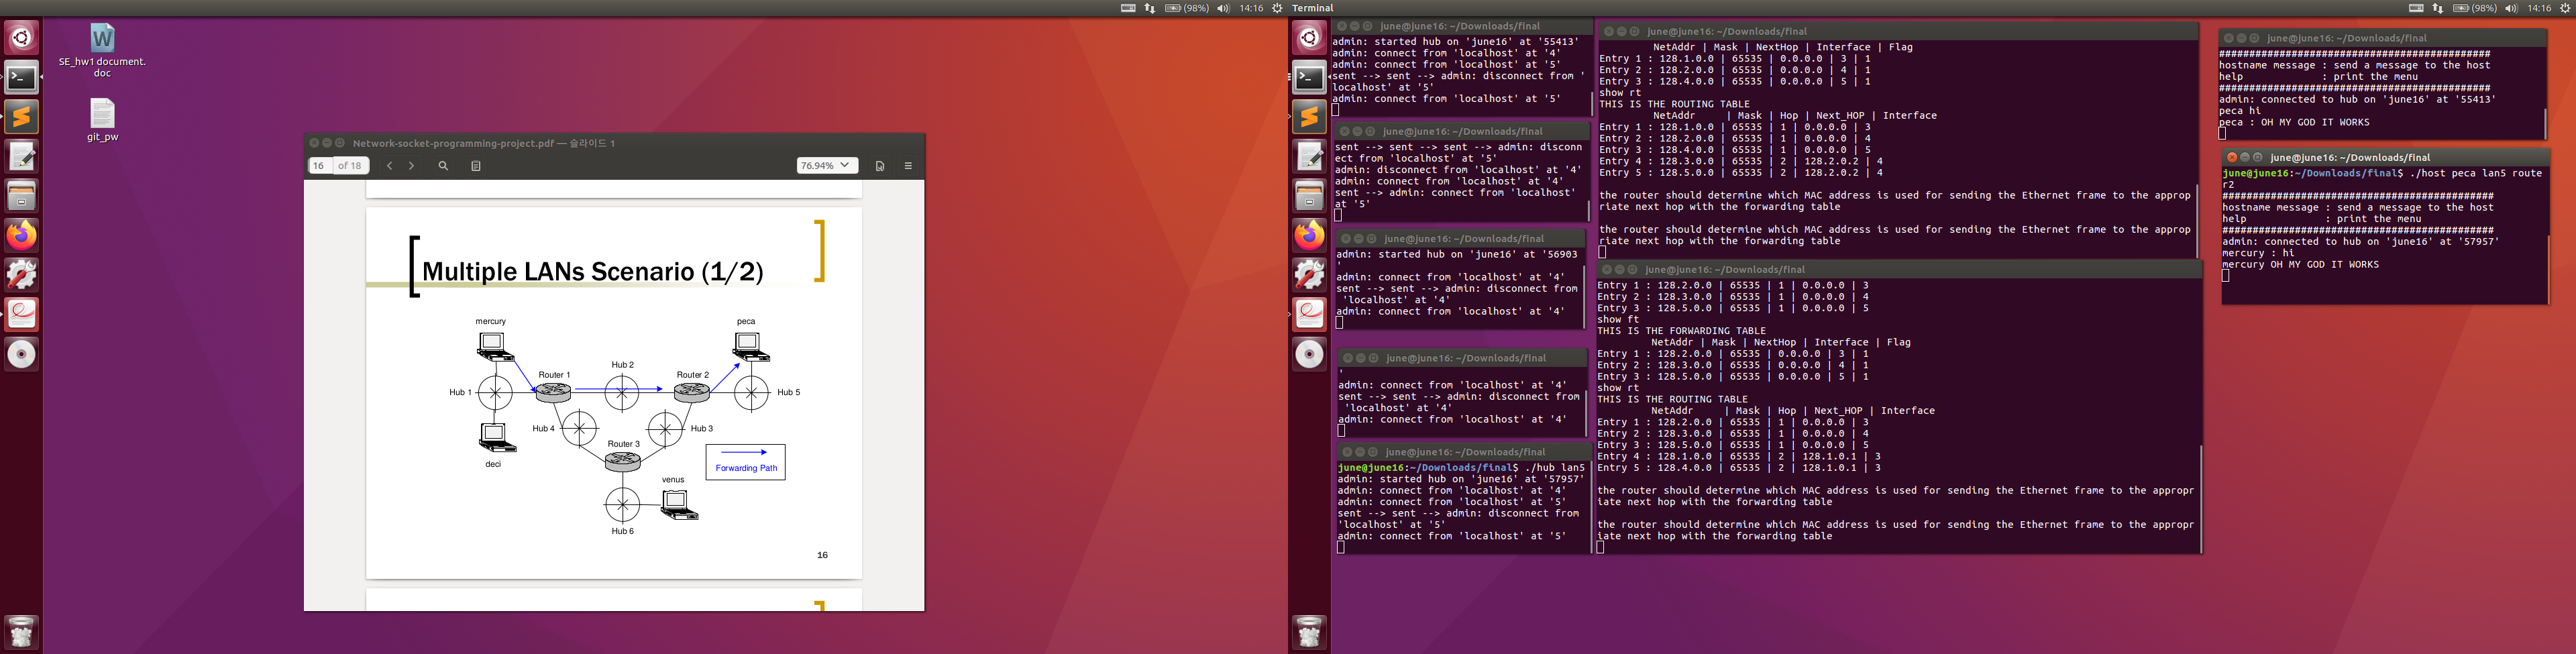 (98%) 14:16
Terminal
(98%) 14:16
SE_hw1 document.
doc
git_pw
Network-socket-programming-project.pdf — 슬라이드 1
16 of 18
76.94%
Multiple LANs Scenario (1/2)
mercury
peca
Hub 2
Router 1
Router 2
Hub 1
Hub 5
Hub 4
Hub 3
Router 3
deci
Forwarding Path
venus
Hub 6
16
june@june16: ~/Downloads/final
admin: started hub on 'june16' at '55413'
admin: connect from 'localhost' at '4'
admin: connect from 'localhost' at '5'
sent --> sent --> admin: disconnect from '
localhost' at '5'
admin: connect from 'localhost' at '5'
june@june16: ~/Downloads/final
sent --> sent --> sent --> admin: disconn
ect from 'localhost' at '5'
admin: disconnect from 'localhost' at '4'
admin: connect from 'localhost' at '4'
sent --> admin: connect from 'localhost'
at '5'
june@june16: ~/Downloads/final
admin: started hub on 'june16' at '56903
'
admin: connect from 'localhost' at '4'
sent --> sent --> admin: disconnect from
'localhost' at '4'
admin: connect from 'localhost' at '4'
june@june16: ~/Downloads/final
'
admin: connect from 'localhost' at '4'
sent --> sent --> admin: disconnect from
'localhost' at '4'
admin: connect from 'localhost' at '4'
june@june16: ~/Downloads/final
june@june16:~/Downloads/final$ ./hub lan5
admin: started hub on 'june16' at '57957'
admin: connect from 'localhost' at '4'
admin: connect from 'localhost' at '5'
sent --> sent --> admin: disconnect from
'localhost' at '5'
admin: connect from 'localhost' at '5'
june@june16: ~/Downloads/final
NetAddr | Mask | NextHop | Interface | Flag
Entry 1 : 128.1.0.0 | 65535 | 0.0.0.0 | 3 | 1
Entry 2 : 128.2.0.0 | 65535 | 0.0.0.0 | 4 | 1
Entry 3 : 128.4.0.0 | 65535 | 0.0.0.0 | 5 | 1
show rt
THIS IS THE ROUTING TABLE
NetAddr | Mask | Hop | Next_HOP | Interface
Entry 1 : 128.1.0.0 | 65535 | 1 | 0.0.0.0 | 3
Entry 2 : 128.2.0.0 | 65535 | 1 | 0.0.0.0 | 4
Entry 3 : 128.4.0.0 | 65535 | 1 | 0.0.0.0 | 5
Entry 4 : 128.3.0.0 | 65535 | 2 | 128.2.0.2 | 4
Entry 5 : 128.5.0.0 | 65535 | 2 | 128.2.0.2 | 4
the router should determine which MAC address is used for sending the Ethernet frame to the approp
riate next hop with the forwarding table
the router should determine which MAC address is used for sending the Ethernet frame to the approp
riate next hop with the forwarding table
june@june16: ~/Downloads/final
Entry 1 : 128.2.0.0 | 65535 | 1 | 0.0.0.0 | 3
Entry 2 : 128.3.0.0 | 65535 | 1 | 0.0.0.0 | 4
Entry 3 : 128.5.0.0 | 65535 | 1 | 0.0.0.0 | 5
show ft
THIS IS THE FORWARDING TABLE
NetAddr | Mask | NextHop | Interface | Flag
Entry 1 : 128.2.0.0 | 65535 | 0.0.0.0 | 3 | 1
Entry 2 : 128.3.0.0 | 65535 | 0.0.0.0 | 4 | 1
Entry 3 : 128.5.0.0 | 65535 | 0.0.0.0 | 5 | 1
show rt
THIS IS THE ROUTING TABLE
NetAddr | Mask | Hop | Next_HOP | Interface
Entry 1 : 128.2.0.0 | 65535 | 1 | 0.0.0.0 | 3
Entry 2 : 128.3.0.0 | 65535 | 1 | 0.0.0.0 | 4
Entry 3 : 128.5.0.0 | 65535 | 1 | 0.0.0.0 | 5
Entry 4 : 128.1.0.0 | 65535 | 2 | 128.1.0.1 | 3
Entry 5 : 128.4.0.0 | 65535 | 2 | 128.1.0.1 | 3
the router should determine which MAC address is used for sending the Ethernet frame to the appropr
iate next hop with the forwarding table
the router should determine which MAC address is used for sending the Ethernet frame to the appropr
iate next hop with the forwarding table
june@june16: ~/Downloads/final
#############################################
hostname message : send a message to the host
help : print the menu
#############################################
admin: connected to hub on 'june16' at '55413'
peca hi
peca : OH MY GOD IT WORKS
june@june16: ~/Downloads/final
june@june16:~/Downloads/final$ ./host peca lan5 route
r2
#############################################
hostname message : send a message to the host
help : print the menu
#############################################
admin: connected to hub on 'june16' at '57957'
mercury : hi
mercury OH MY GOD IT WORKS